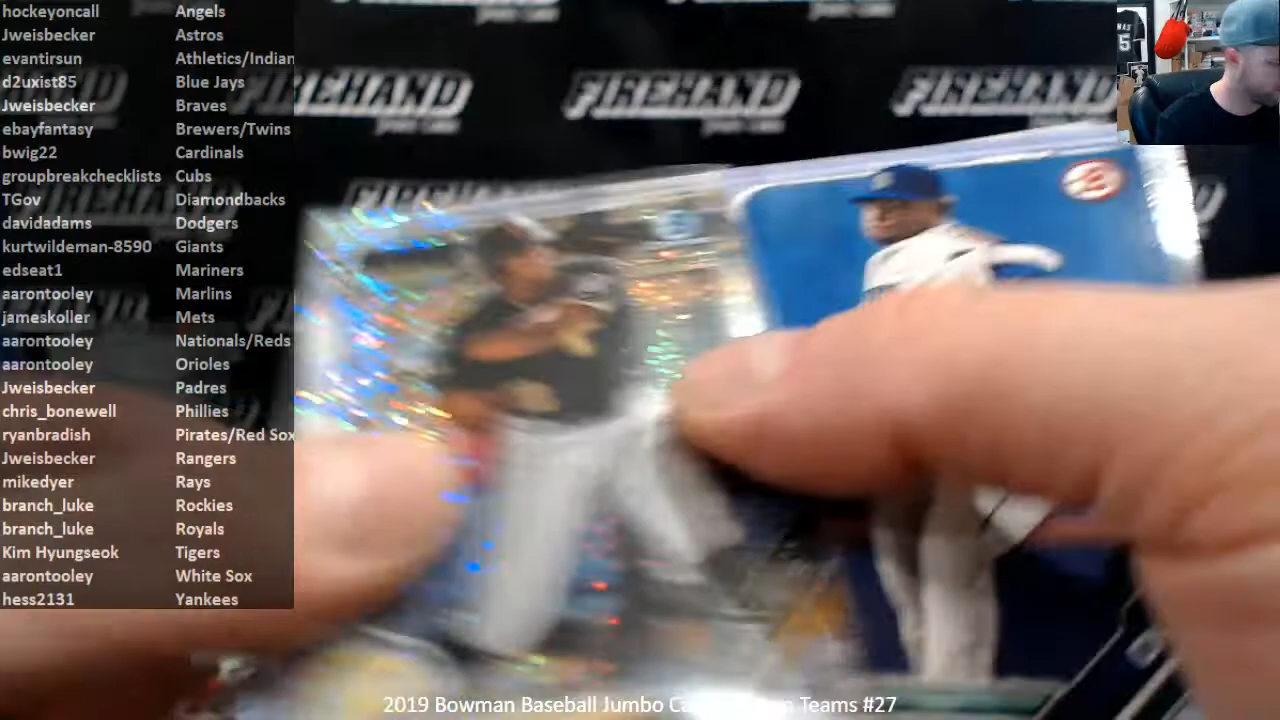 hockeyoncall Angels
Jweisbecker Astros
evantirsun Athletics/Indian
d2uxist85 Blue Jays
Jweisbecker Braves
ebayfantasy Brewers/Twins
bwig22 Cardinals
groupbreakchecklists Cubs
TGov Diamondbacks
davidadams Dodgers
kurtwildeman-8590 Giants
edseat1 Mariners
aarontooley Marlins
jameskoller Mets
aarontooley Nationals/Reds
aarontooley Orioles
Jweisbecker Padres
chris_bonewell Phillies
ryanbradish Pirates/Red Sox
Jweisbecker Rangers
mikedyer Rays
branch_luke Rockies
branch_luke Royals
Kim Hyungseok Tigers
aarontooley White Sox
hess2131 Yankees
FIREHAND
FIREHAND
FIREHAND
2019 Bowman Baseball Jumbo Teams #27